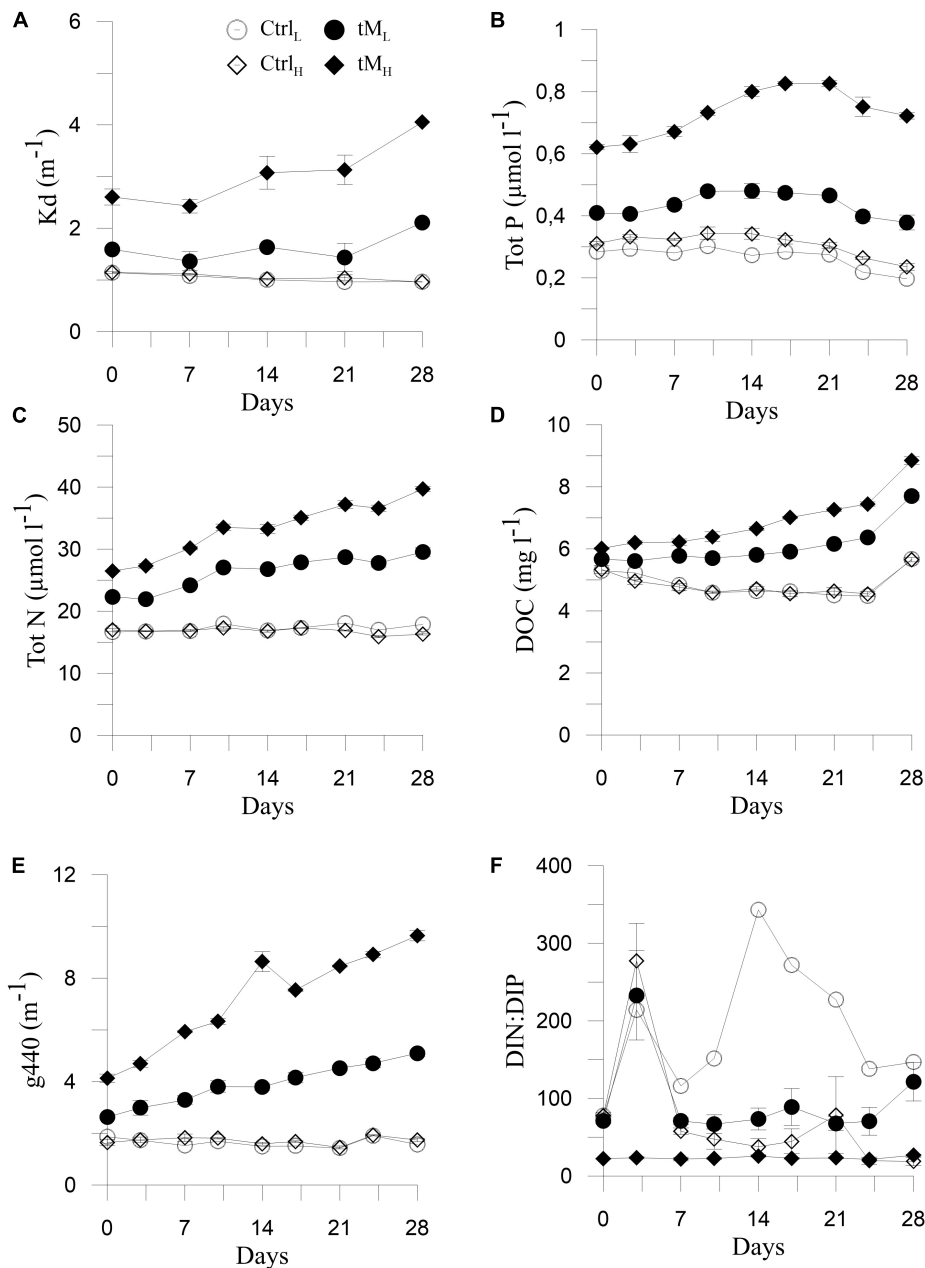 A
Ctrl_L tM_L
Ctrl_H tM_H
6
4
2
0
Kd (m⁻¹)
0 7 14 21 28
Days
B
1
0,8
0,6
0,4
0,2
0
Tot P (µmol l⁻¹)
0 7 14 21 28
Days
C
50
40
30
20
10
0
Tot N (µmol l⁻¹)
0 7 14 21 28
Days
D
10
8
6
4
2
0
DOC (mg l⁻¹)
0 7 14 21 28
Days
E
12
8
4
0
g440 (m⁻¹)
0 7 14 21 28
Days
F
400
300
200
100
0
DIN:DIP
0 7 14 21 28
Days